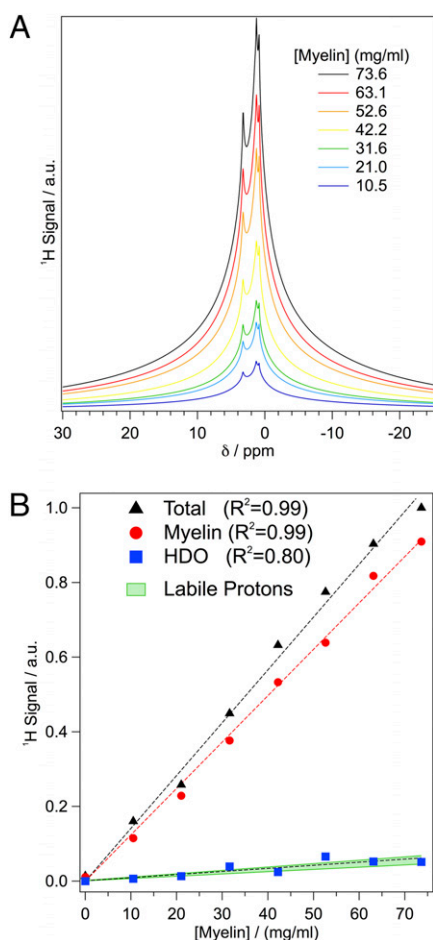 A
[Myelin] (mg/ml)
73.6
63.1
52.6
42.2
31.6
21.0
10.5
¹H Signal / a.u.
30 20 10 0 -10 -20
δ / ppm
B
Total (R²=0.99)
Myelin (R²=0.99)
HDO (R²=0.80)
Labile Protons
1.0
0.8
0.6
0.4
0.2
0.0
¹H Signal / a.u.
0 10 20 30 40 50 60 70
[Myelin] / (mg/ml)